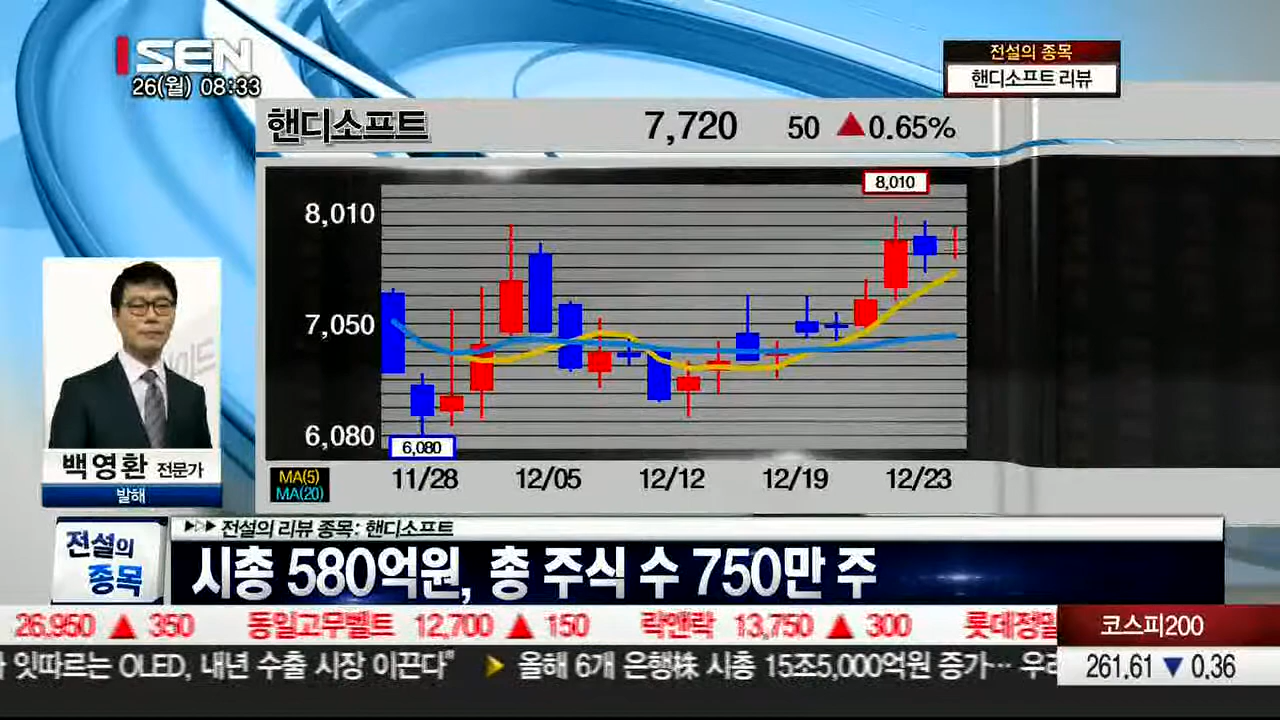 SEN
26(월) 08:33
전설의 종목
핸디소프트 리뷰
핸디소프트 7,720 50 ▲0.65%
8,010
8,010
7,050
6,080
6,080
MA(5)
MA(20)
11/28 12/05 12/12 12/19 12/23
백영환 전문가
발해
▶▷▶ 전설의 리뷰 종목: 핸디소프트
전설의
종목
시총 580억원, 총 주식 수 750만 주
26,950 ▲ 350 동일고무벨트 12,700 ▲ 150 락앤락 13,750 ▲ 300 롯데정밀
코스피200
잇따르는 OLED, 내년 수출 시장 이끈다" ▶ 올해 6개 은행株 시총 15조5,000억원 증가… 우리
261.61 ▼ 0.36